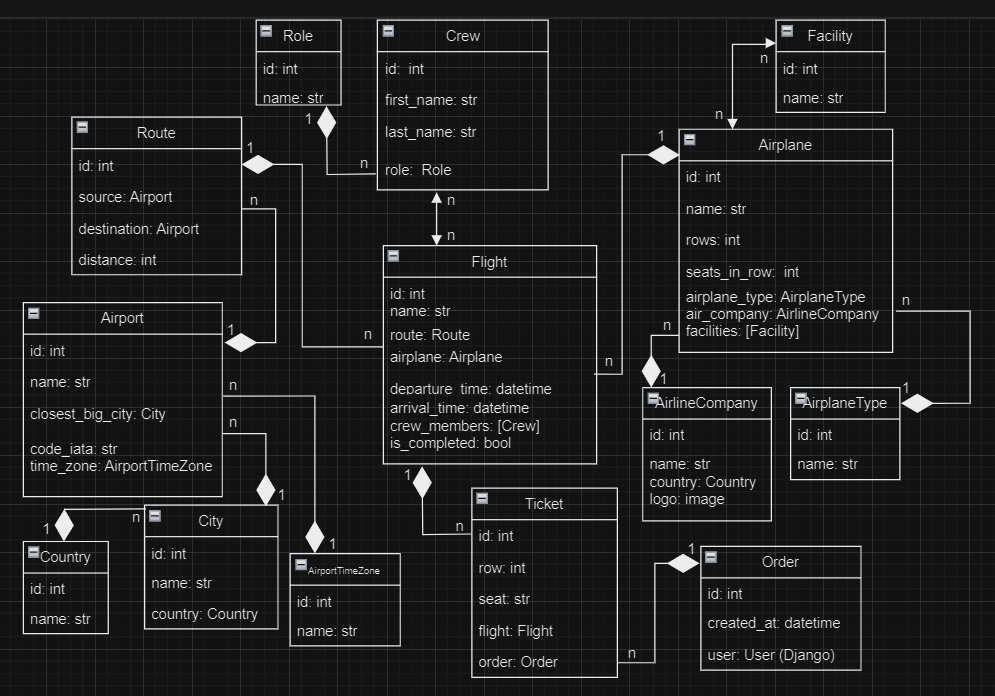 Role
id: int
name: str
1
Crew
id: int
first_name: str
last_name: str
role: Role
n
n
n
Facility
id: int
name: str
n
n
Route
id: int
source: Airport
destination: Airport
distance: int
1
n
Airplane
id: int
name: str
rows: int
seats_in_row: int
airplane_type: AirplaneType
air_company: AirlineCompany
facilities: [Facility]
1
n
n
Flight
id: int
name: str
route: Route
airplane: Airplane
departure_time: datetime
arrival_time: datetime
crew_members: [Crew]
is_completed: bool
n
n
1
Airport
id: int
name: str
closest_big_city: City
code_iata: str
time_zone: AirportTimeZone
1
n
n
AirlineCompany
id: int
name: str
country: Country
logo: image
1
AirplaneType
id: int
name: str
1
Country
id: int
name: str
1
n
City
id: int
name: str
country: Country
1
AirportTimeZone
id: int
name: str
1
Ticket
id: int
row: int
seat: str
flight: Flight
order: Order
n
n
Order
id: int
created_at: datetime
user: User (Django)
1